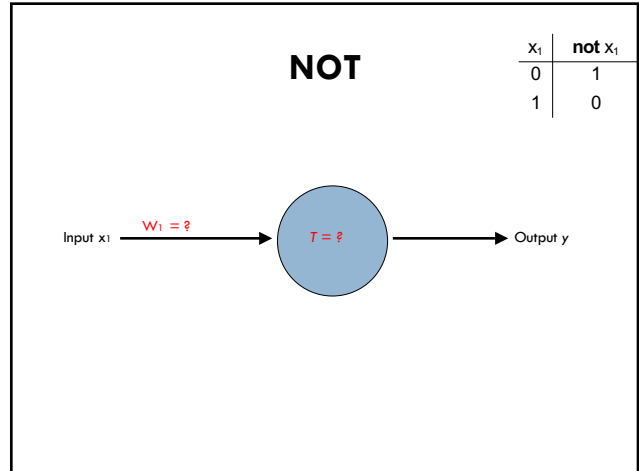 NOT
x₁ not x₁
0 1
1 0
Input x₁
W₁ = ?
T = ?
Output y